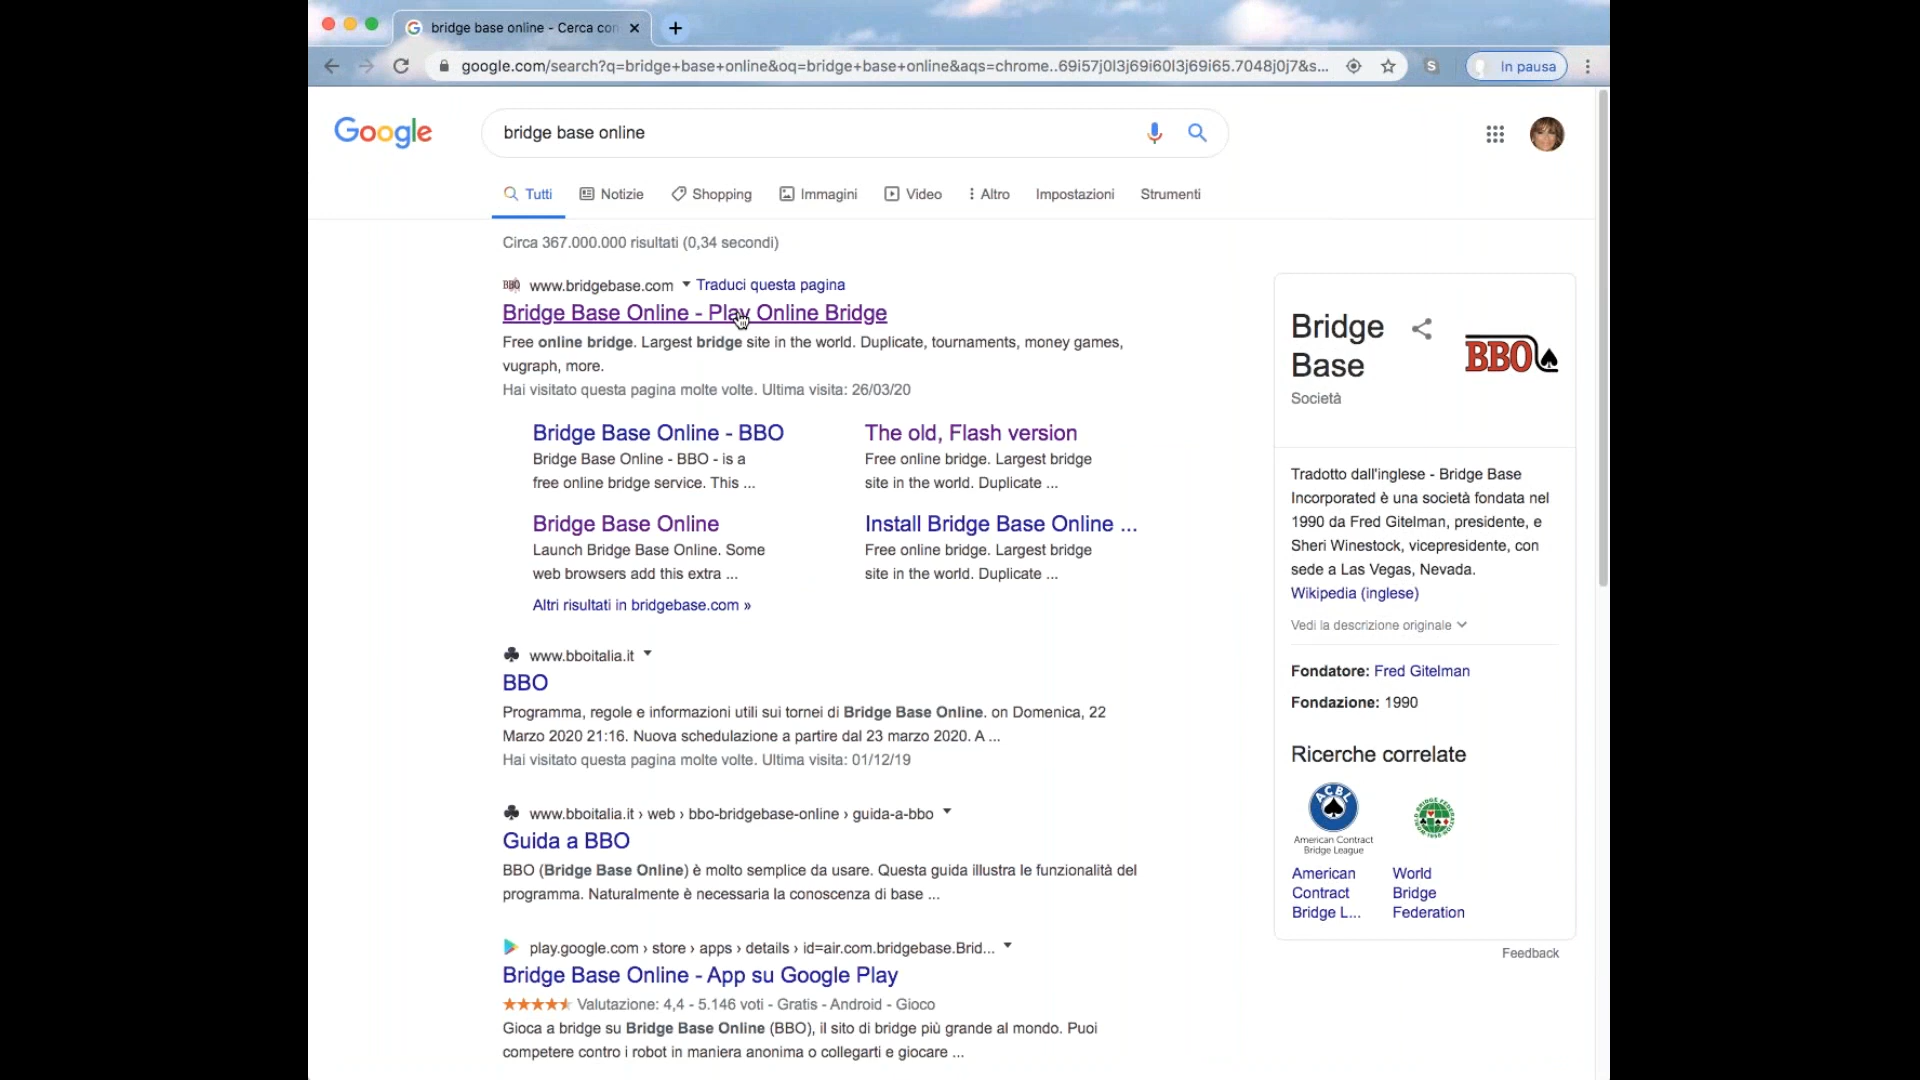 bridge base online - Cerca con
google.com/search?q=bridge+base+online&oq=bridge+base+online&aqs=chrome..69i57j0l3j69i60l3j69i65.7048j0j7&s...
In pausa
Google
bridge base online
Tutti Notizie Shopping Immagini Video Altro Impostazioni Strumenti
Circa 367.000.000 risultati (0,34 secondi)
BBO www.bridgebase.com Traduci questa pagina
Bridge Base Online - Play Online Bridge
Free online bridge. Largest bridge site in the world. Duplicate, tournaments, money games,
vugraph, more.
Hai visitato questa pagina molte volte. Ultima visita: 26/03/20
Bridge Base Online - BBO
Bridge Base Online - BBO - is a
free online bridge service. This ...
The old, Flash version
Free online bridge. Largest bridge
site in the world. Duplicate ...
Bridge Base Online
Launch Bridge Base Online. Some
web browsers add this extra ...
Install Bridge Base Online ...
Free online bridge. Largest bridge
site in the world. Duplicate ...
Altri risultati in bridgebase.com »
www.bboitalia.it
BBO
Programma, regole e informazioni utili sui tornei di Bridge Base Online. on Domenica, 22
Marzo 2020 21:16. Nuova schedulazione a partire dal 23 marzo 2020. A ...
Hai visitato questa pagina molte volte. Ultima visita: 01/12/19
www.bboitalia.it › web › bbo-bridgebase-online › guida-a-bbo
Guida a BBO
BBO (Bridge Base Online) è molto semplice da usare. Questa guida illustra le funzionalità del
programma. Naturalmente è necessaria la conoscenza di base ...
play.google.com › store › apps › details › id=air.com.bridgebase.Brid...
Bridge Base Online - App su Google Play
Valutazione: 4,4 - 5.146 voti - Gratis - Android - Gioco
Gioca a bridge su Bridge Base Online (BBO), il sito di bridge più grande al mondo. Puoi
competere contro i robot in maniera anonima o collegarti e giocare ...
Bridge
Base
Società
BBO
Tradotto dall'inglese - Bridge Base
Incorporated è una società fondata nel
1990 da Fred Gitelman, presidente, e
Sheri Winestock, vicepresidente, con
sede a Las Vegas, Nevada.
Wikipedia (inglese)
Vedi la descrizione originale
Fondatore: Fred Gitelman
Fondazione: 1990
Ricerche correlate
ACBL
American Contract
Bridge League
American
Contract
Bridge L...
World
Bridge
Federation
Feedback